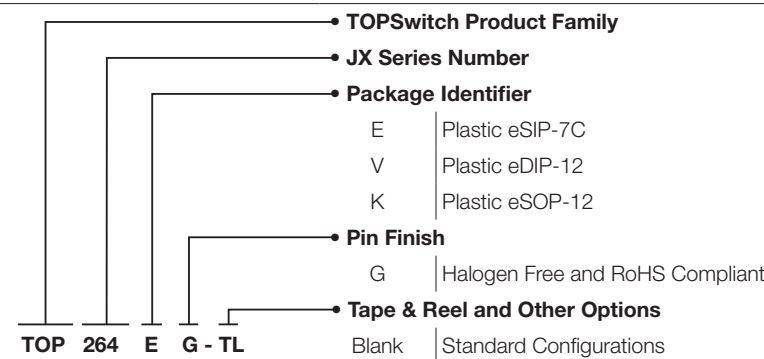 TOPSwitch Product Family
JX Series Number
Package Identifier
E Plastic eSIP-7C
V Plastic eDIP-12
K Plastic eSOP-12
Pin Finish
G Halogen Free and RoHS Compliant
Tape & Reel and Other Options
Blank Standard Configurations
TOP 264 E G - TL